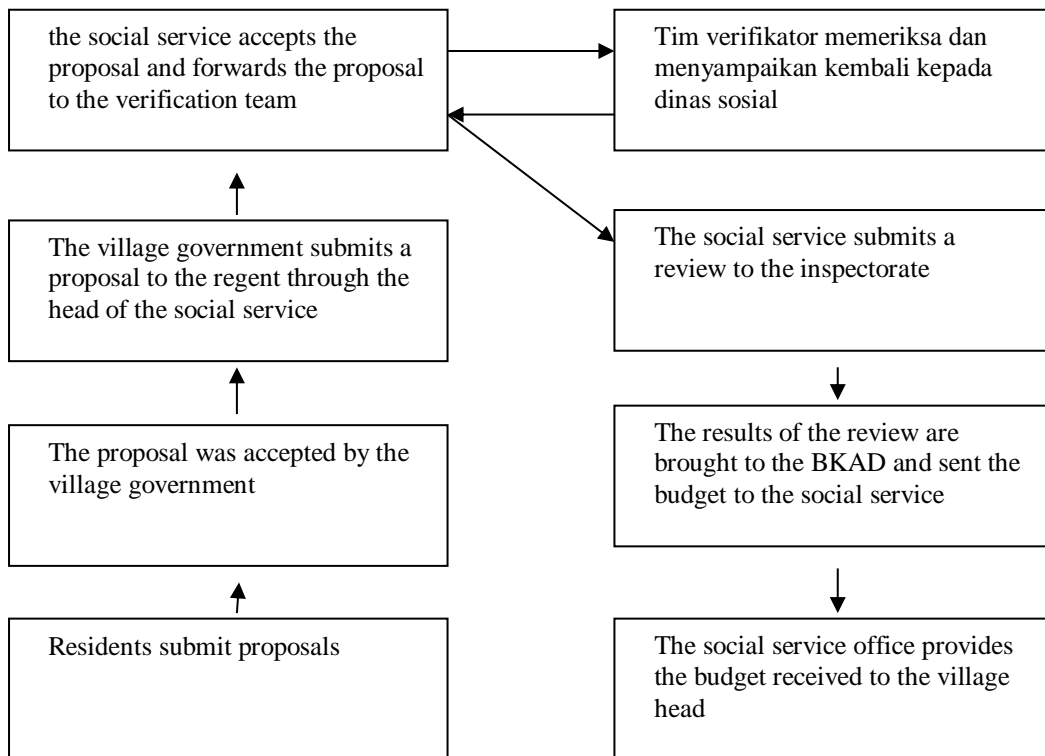 the social service accepts the
proposal and forwards the proposal
to the verification team
Tim verifikator memeriksa dan
menyampaikan kembali kepada
dinas sosial
The village government submits a
proposal to the regent through the
head of the social service
The social service submits a
review to the inspectorate
The proposal was accepted by the
village government
The results of the review are
brought to the BKAD and sent the
budget to the social service
Residents submit proposals
The social service office provides
the budget received to the village
head